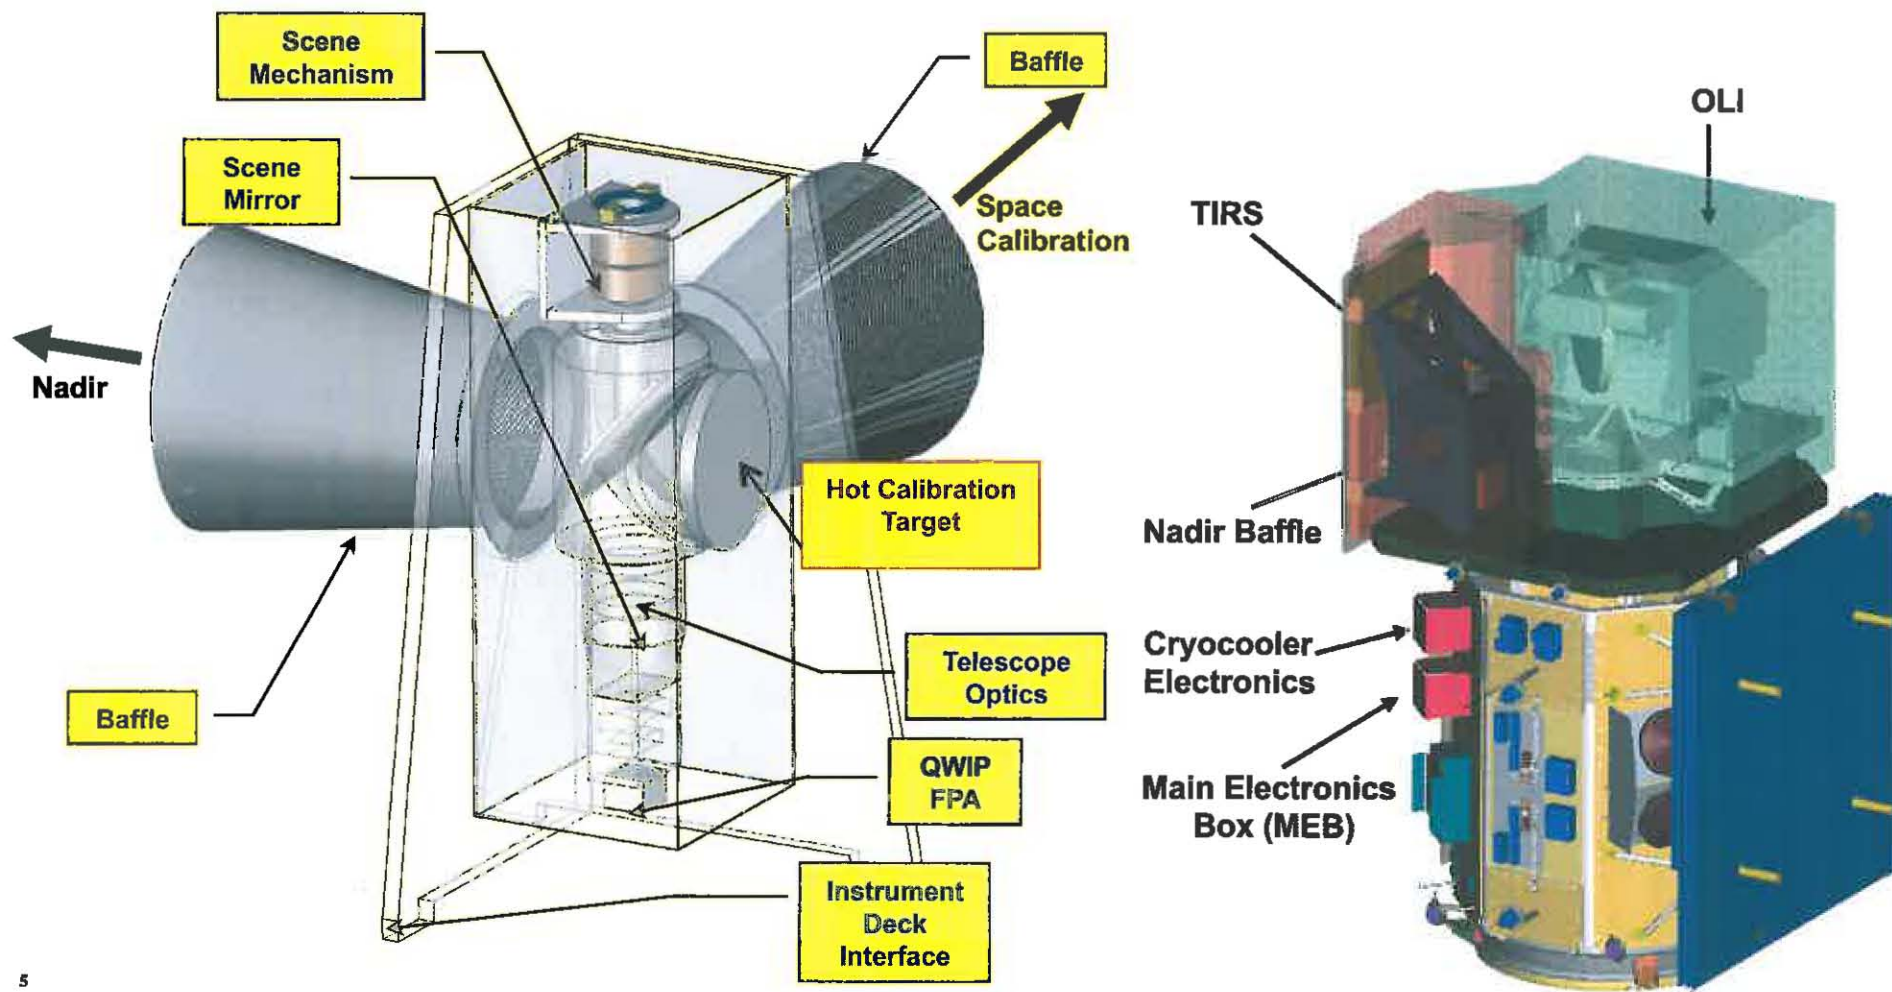 Scene
Mechanism
Baffle
Scene
Mirror
Space
Calibration
Nadir
Hot Calibration
Target
Telescope
Optics
Baffle
QWIP
FPA
Instrument
Deck
Interface
5
OLI
TIRS
Nadir Baffle
Cryocooler
Electronics
Main Electronics
Box (MEB)